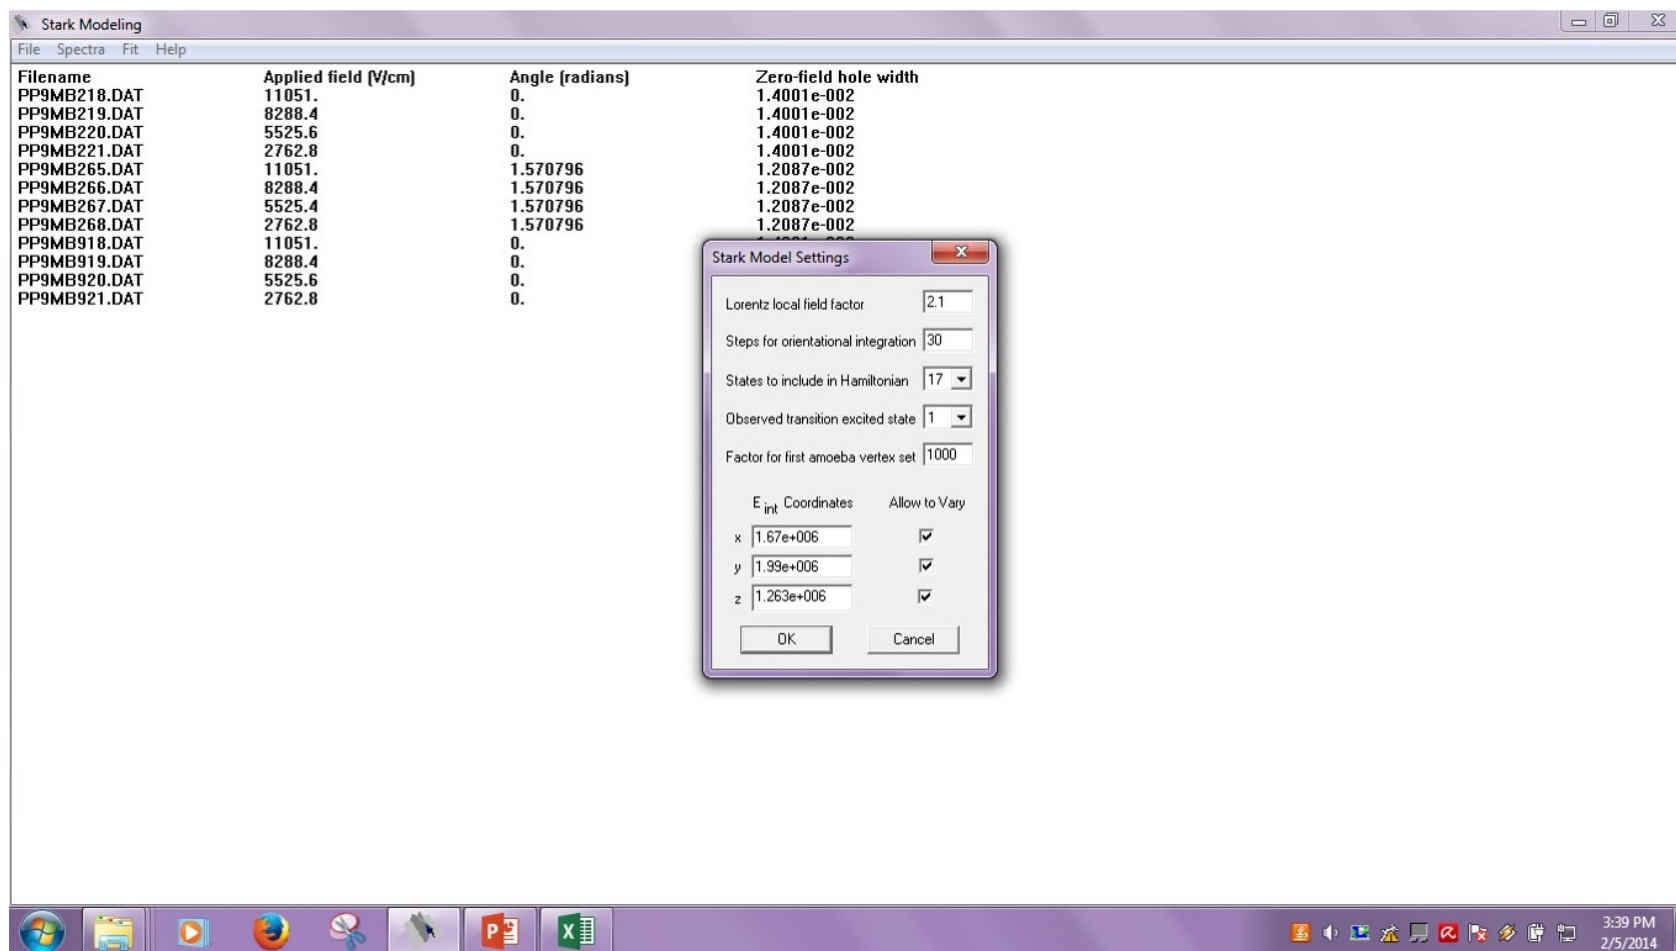 Stark Modeling
File Spectra Fit Help
Filename Applied field (V/cm) Angle (radians) Zero-field hole width
PP9MB218.DAT 11051. 0. 1.4001e-002
PP9MB219.DAT 8288.4 0. 1.4001e-002
PP9MB220.DAT 5525.6 0. 1.4001e-002
PP9MB221.DAT 2762.8 0. 1.4001e-002
PP9MB265.DAT 11051. 1.570796 1.2087e-002
PP9MB266.DAT 8288.4 1.570796 1.2087e-002
PP9MB267.DAT 5525.4 1.570796 1.2087e-002
PP9MB268.DAT 2762.8 1.570796 1.2087e-002
PP9MB918.DAT 11051. 0.
PP9MB919.DAT 8288.4 0.
PP9MB920.DAT 5525.6 0.
PP9MB921.DAT 2762.8 0.
Stark Model Settings
Lorentz local field factor 2.1
Steps for orientational integration 30
States to include in Hamiltonian 17
Observed transition excited state 1
Factor for first amoeba vertex set 1000
E int Coordinates Allow to Vary
x 1.67e+006
y 1.99e+006
z 1.263e+006
OK Cancel
3:39 PM
2/5/2014